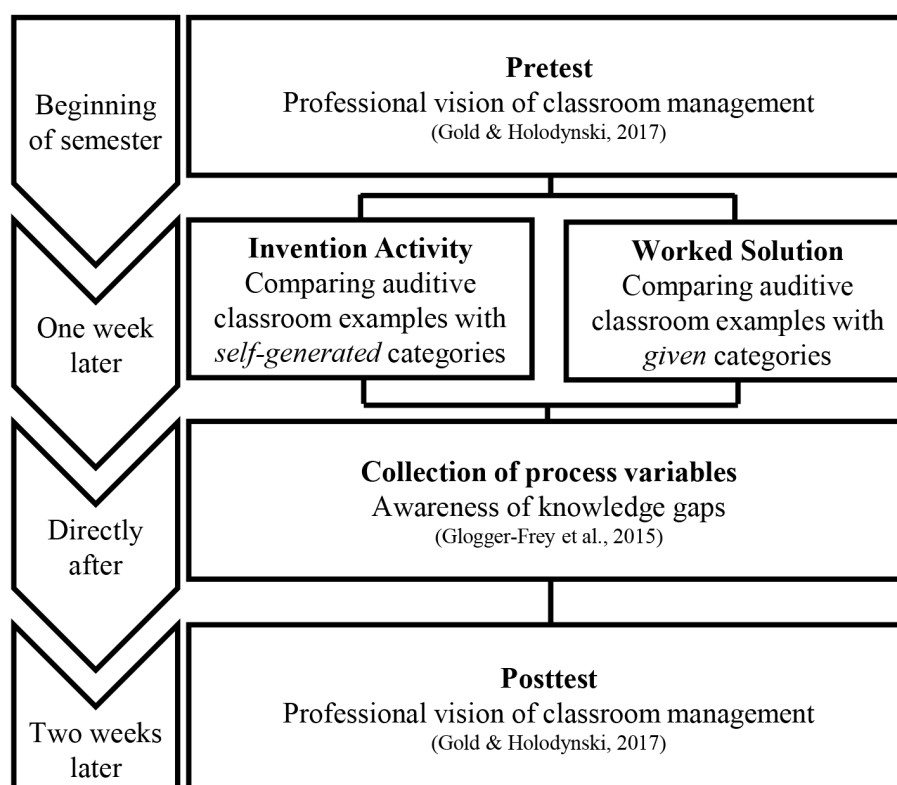 Beginning
of semester
Pretest
Professional vision of classroom management
(Gold & Holodynski, 2017)
One week
later
Invention Activity
Comparing auditive
classroom examples with
self-generated categories
Worked Solution
Comparing auditive
classroom examples with
given categories
Directly
after
Collection of process variables
Awareness of knowledge gaps
(Glogger-Frey et al., 2015)
Two weeks
later
Posttest
Professional vision of classroom management
(Gold & Holodynski, 2017)